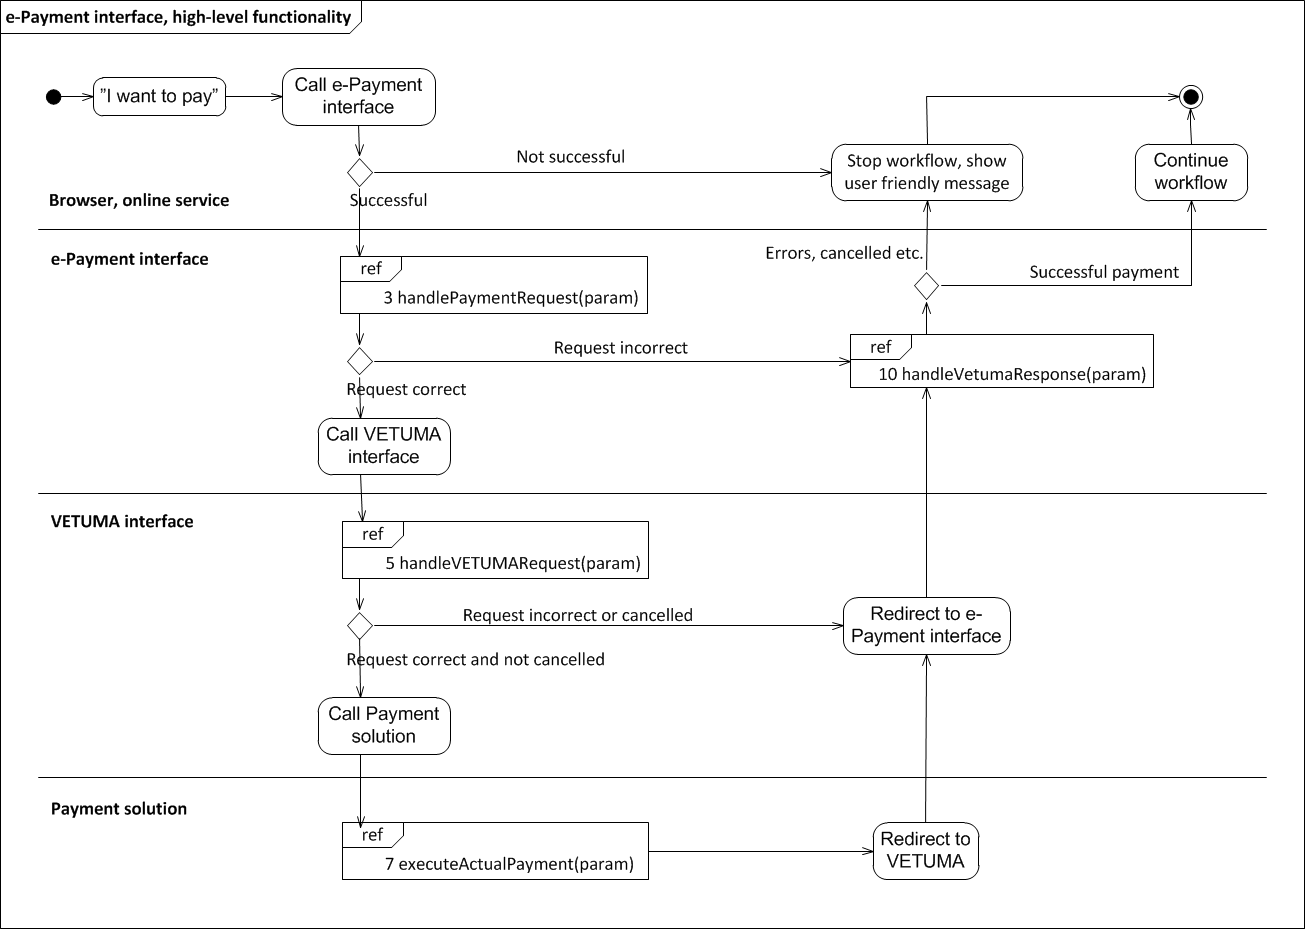 e-Payment interface, high-level functionality
"I want to pay"
Call e-Payment
interface
Not successful
Stop workflow, show
user friendly message
Continue
workflow
Successful
Browser, online service
e-Payment interface
Errors, cancelled etc.
Successful payment
ref
3 handlePaymentRequest(param)
Request incorrect
ref
10 handleVetumaResponse(param)
Request correct
Call VETUMA
interface
VETUMA interface
ref
5 handleVETUMARequest(param)
Request incorrect or cancelled
Redirect to e-
Payment interface
Request correct and not cancelled
Call Payment
solution
Payment solution
ref
7 executeActualPayment(param)
Redirect to
VETUMA